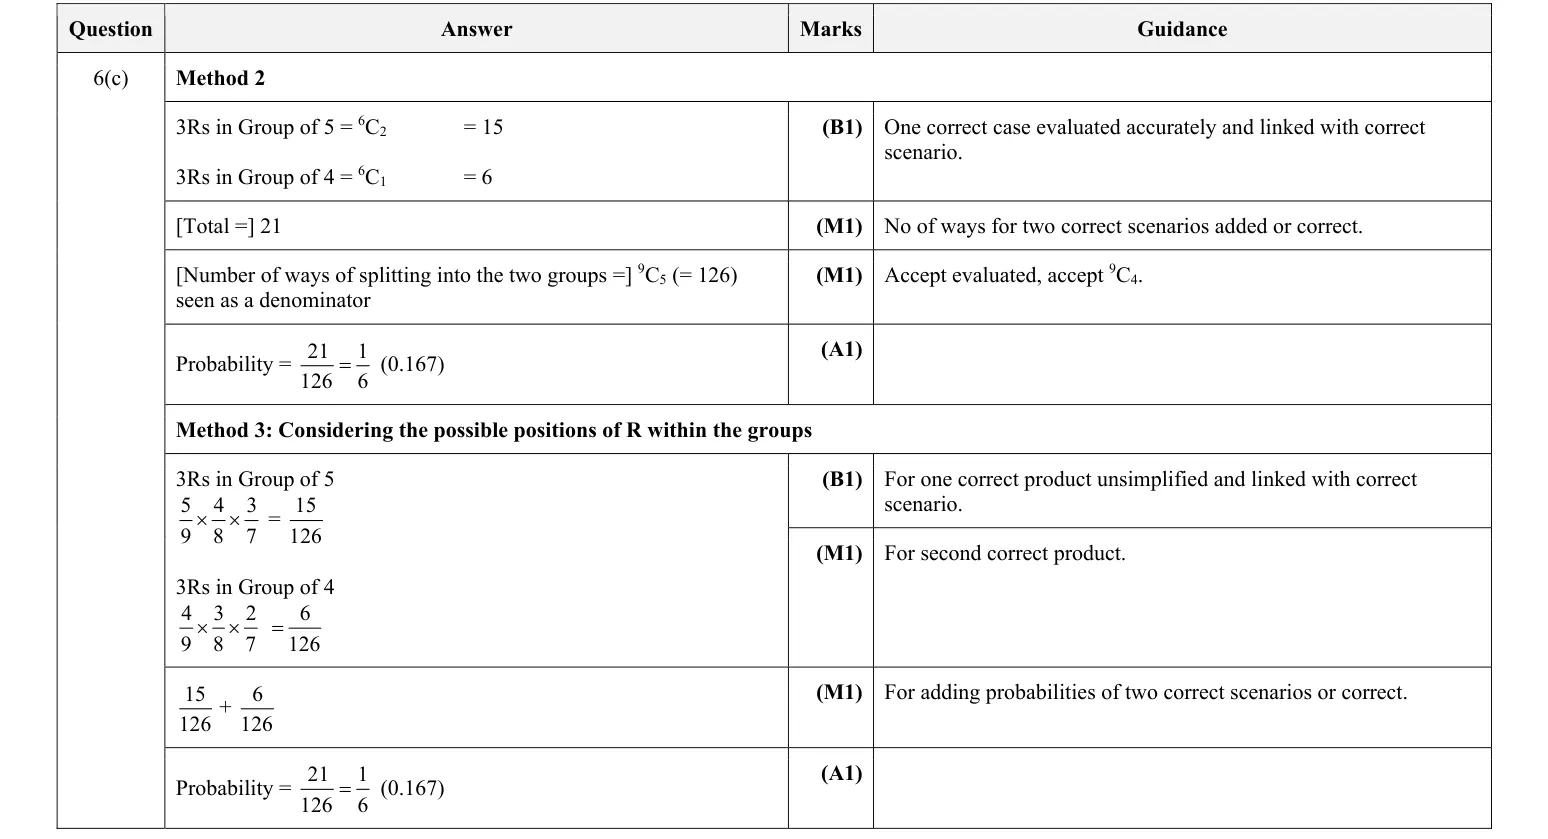 Question Answer Marks Guidance
6(c) Method 2
3Rs in Group of 5 = ⁶C₂ = 15 (B1) One correct case evaluated accurately and linked with correct
scenario.
3Rs in Group of 4 = ⁶C₁ = 6
[Total =] 21 (M1) No of ways for two correct scenarios added or correct.
[Number of ways of splitting into the two groups =] ⁹C₅ (= 126) (M1) Accept evaluated, accept ⁹C₄.
seen as a denominator
Probability = 21/126 = 1/6 (0.167) (A1)
Method 3: Considering the possible positions of R within the groups
3Rs in Group of 5 (B1) For one correct product unsimplified and linked with correct
scenario.
5/9 × 4/8 × 3/7 = 15/126
(M1) For second correct product.
3Rs in Group of 4
4/9 × 3/8 × 2/7 = 6/126
15/126 + 6/126 (M1) For adding probabilities of two correct scenarios or correct.
Probability = 21/126 = 1/6 (0.167) (A1)